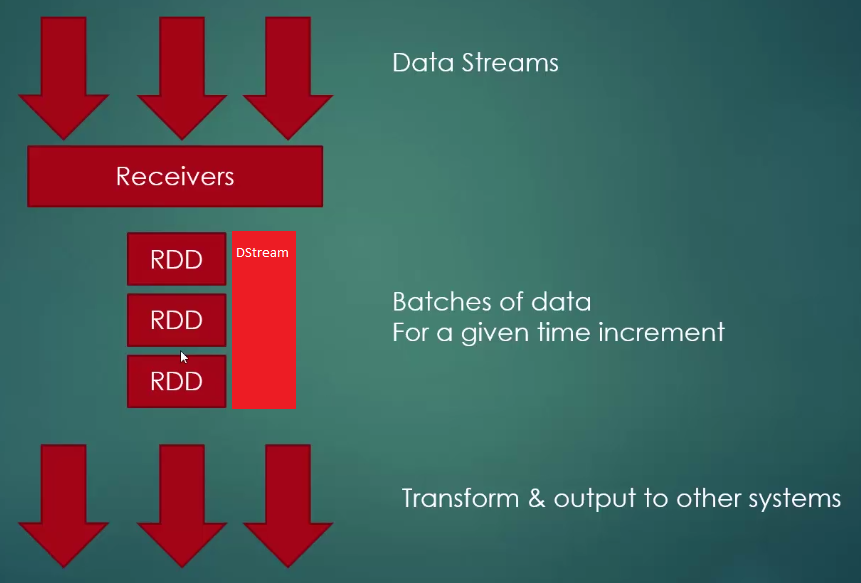 Data Streams
Receivers
RDD
DStream
RDD
RDD
Batches of data
For a given time increment
Transform & output to other systems